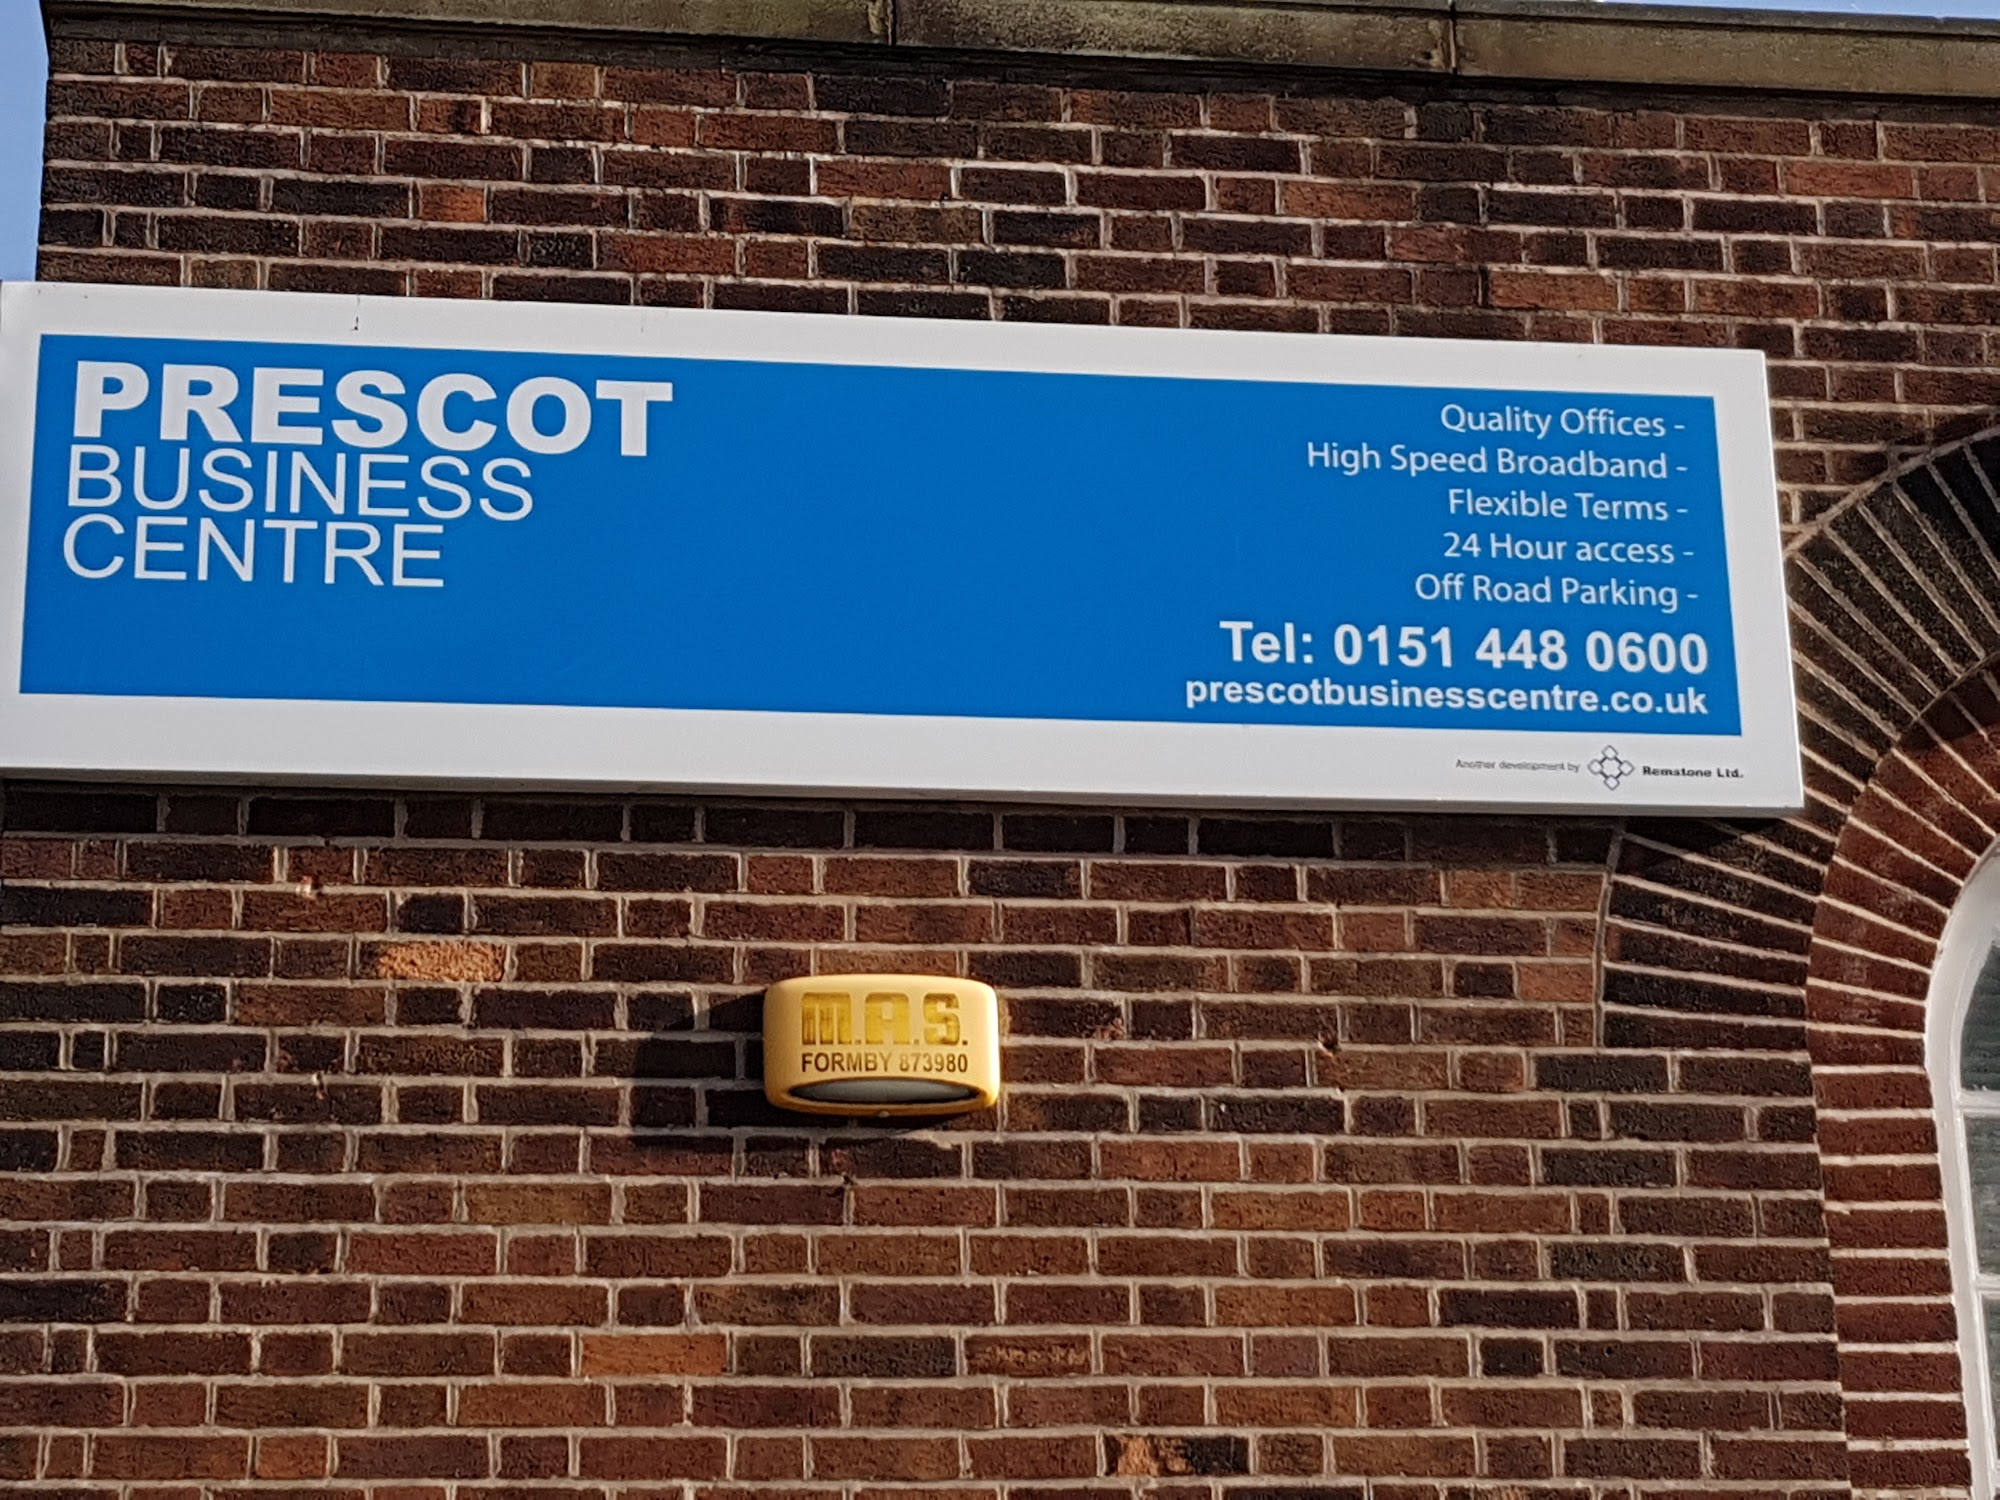 PRESCOT
BUSINESS
CENTRE
Quality Offices -
High Speed Broadband -
Flexible Terms -
24 Hour access -
Off Road Parking -
Tel: 0151 448 0600
prescotbusinesscentre.co.uk
Another development by Remstone Ltd.
M.A.S.
FORMBY 873980